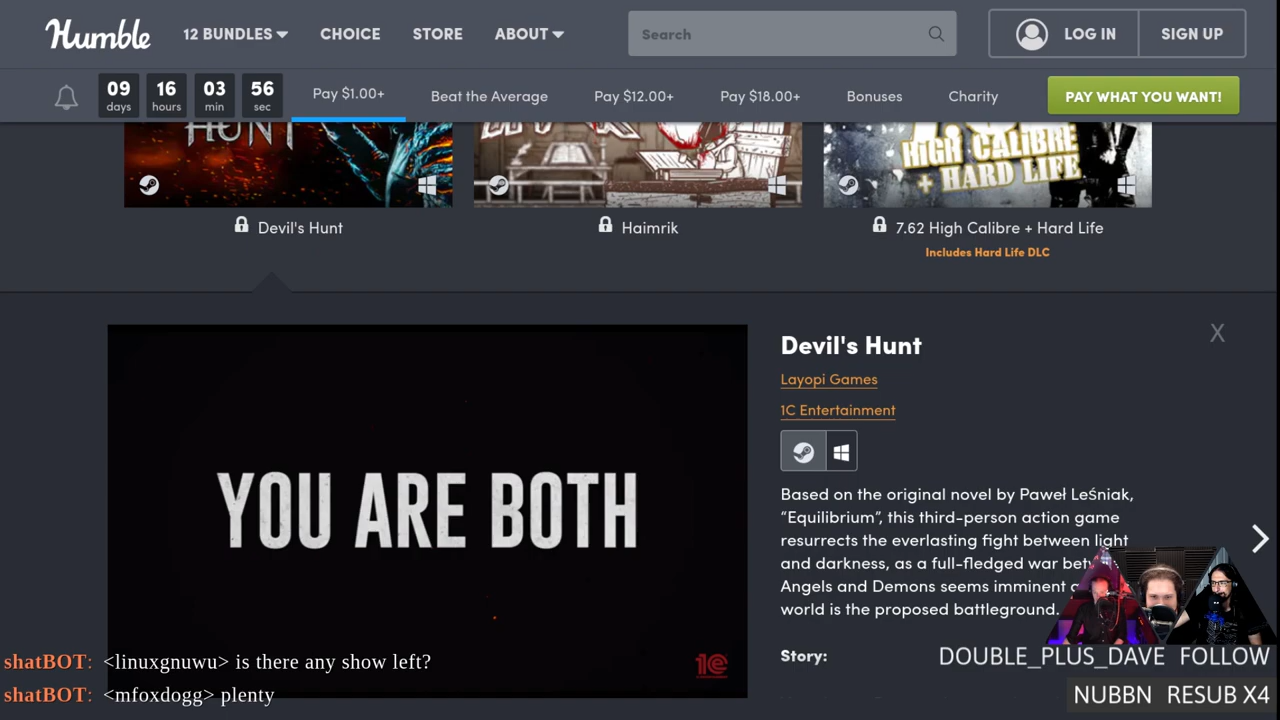 Humble
12 BUNDLES
CHOICE
STORE
ABOUT
Search
LOG IN
SIGN UP
09 days
16 hours
03 min
56 sec
Pay $1.00+
Beat the Average
Pay $12.00+
Pay $18.00+
Bonuses
Charity
PAY WHAT YOU WANT!
HUNT
HIGH CALIBRE
+ HARD LIFE
Devil's Hunt
Haimrik
7.62 High Calibre + Hard Life
Includes Hard Life DLC
YOU ARE BOTH
1C
X
Devil's Hunt
Layopi Games
1C Entertainment
Based on the original novel by Paweł Leśniak,
“Equilibrium”, this third-person action game
resurrects the everlasting fight between light
and darkness, as a full-fledged war
Angels and Demons seems imminent
world is the proposed battleground.
Story:
shatBOT: <linuxgnuwu> is there any show left?
shatBOT: <mfoxdogg> plenty
DOUBLE_PLUS_DAVE FOLLOW
NUBBN RESUB X4